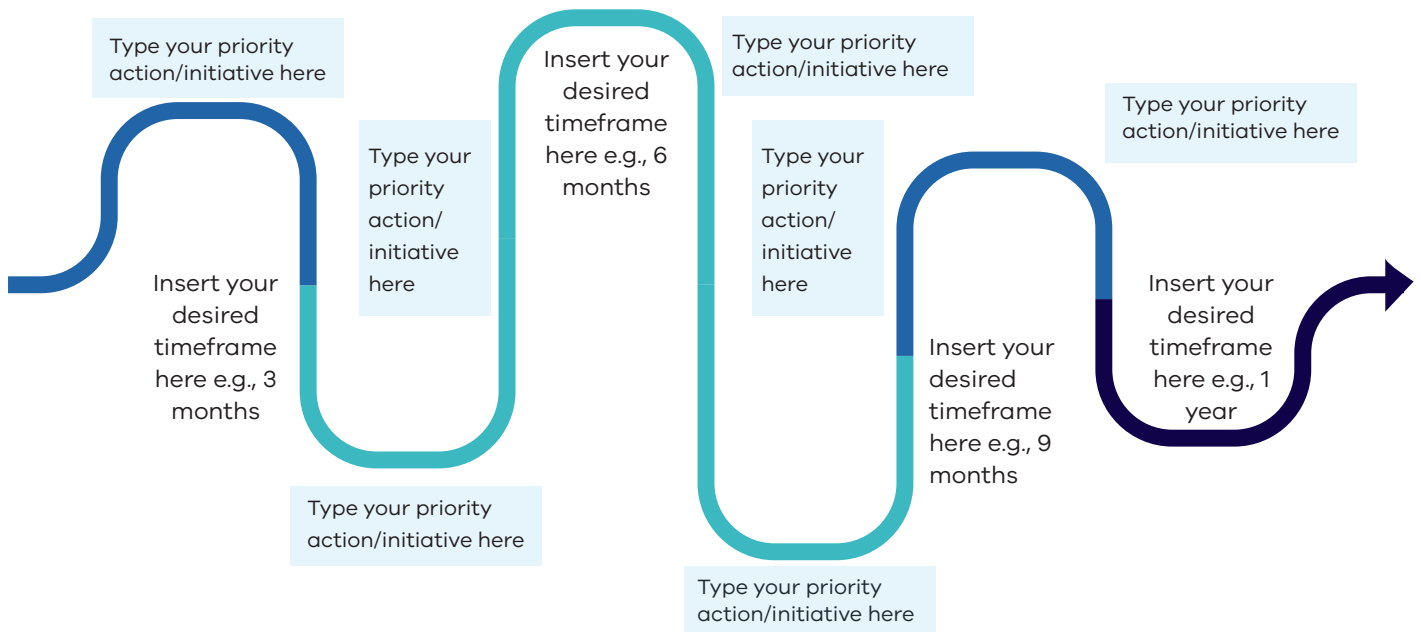 Type your priority
action/initiative here
Insert your
desired
timeframe
here e.g., 3
months
Type your
priority
action/
initiative
here
Type your priority
action/initiative here
Insert your
desired
timeframe
here e.g., 6
months
Type your priority
action/initiative here
Type your
priority
action/
initiative
here
Type your priority
action/initiative here
Insert your
desired
timeframe
here e.g., 9
months
Type your priority
action/initiative here
Insert your
desired
timeframe
here e.g., 1
year